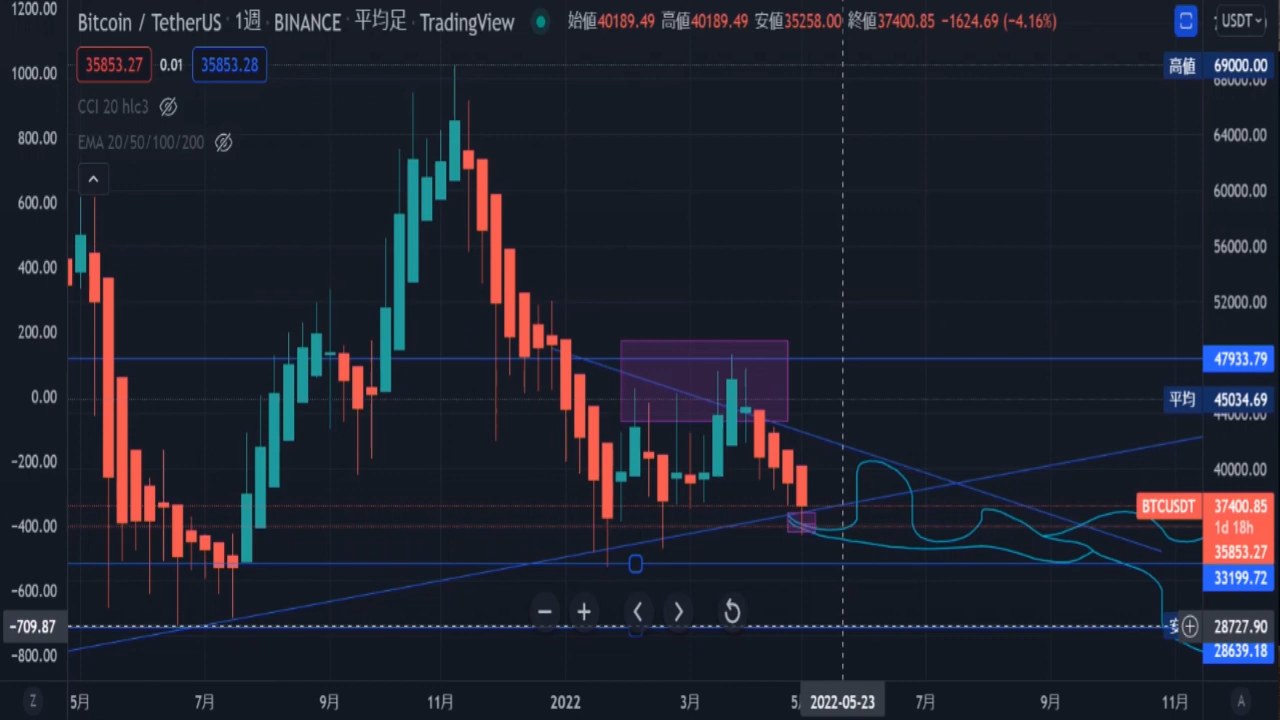 Bitcoin / TetherUS · 1週 · BINANCE · 平均足 · TradingView 始値40189.49 高値40189.49 安値35258.00 終値37400.85 −1624.69 (−4.16%)
USDT
35853.27 0.01 35853.28
CCI 20 hlc3
EMA 20/50/100/200
1200.00
1000.00
800.00
600.00
400.00
200.00
0.00
−200.00
−400.00
−600.00
−709.87
−800.00
高値 69000.00
68000.00
64000.00
60000.00
56000.00
52000.00
47933.79
平均 45034.69
44000.00
40000.00
BTCUSDT 37400.85
1d 18h
35853.27
33199.72
28727.90
28639.18
Z 5月 7月 9月 11月 2022 3月 2022-05-23 7月 9月 11月 A